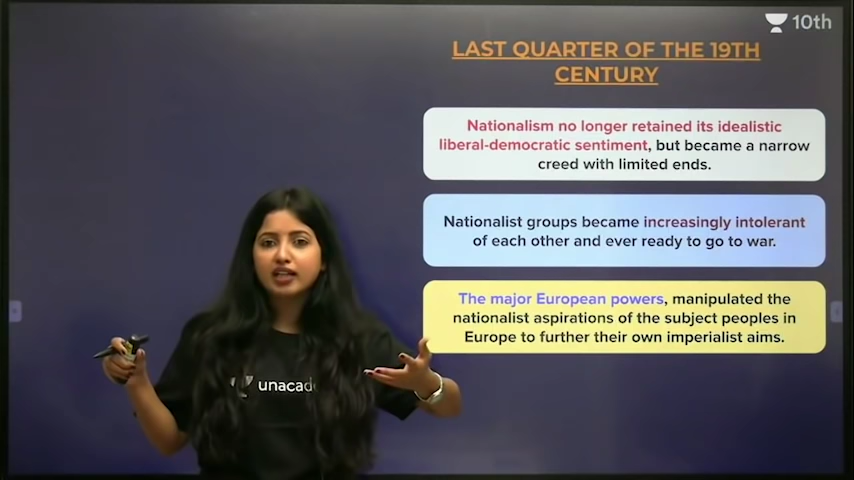 10th
LAST QUARTER OF THE 19TH
CENTURY
Nationalism no longer retained its idealistic
liberal-democratic sentiment, but became a narrow
creed with limited ends.
Nationalist groups became increasingly intolerant
of each other and ever ready to go to war.
The major European powers, manipulated the
nationalist aspirations of the subject peoples in
Europe to further their own imperialist aims.
unacad